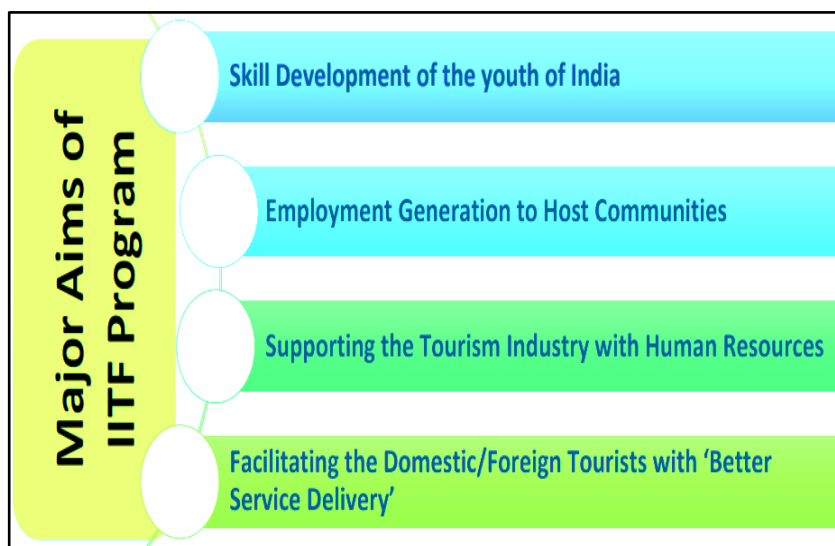 Major Aims of
IITF Program
Skill Development of the youth of India
Employment Generation to Host Communities
Supporting the Tourism Industry with Human Resources
Facilitating the Domestic/Foreign Tourists with ‘Better
Service Delivery’